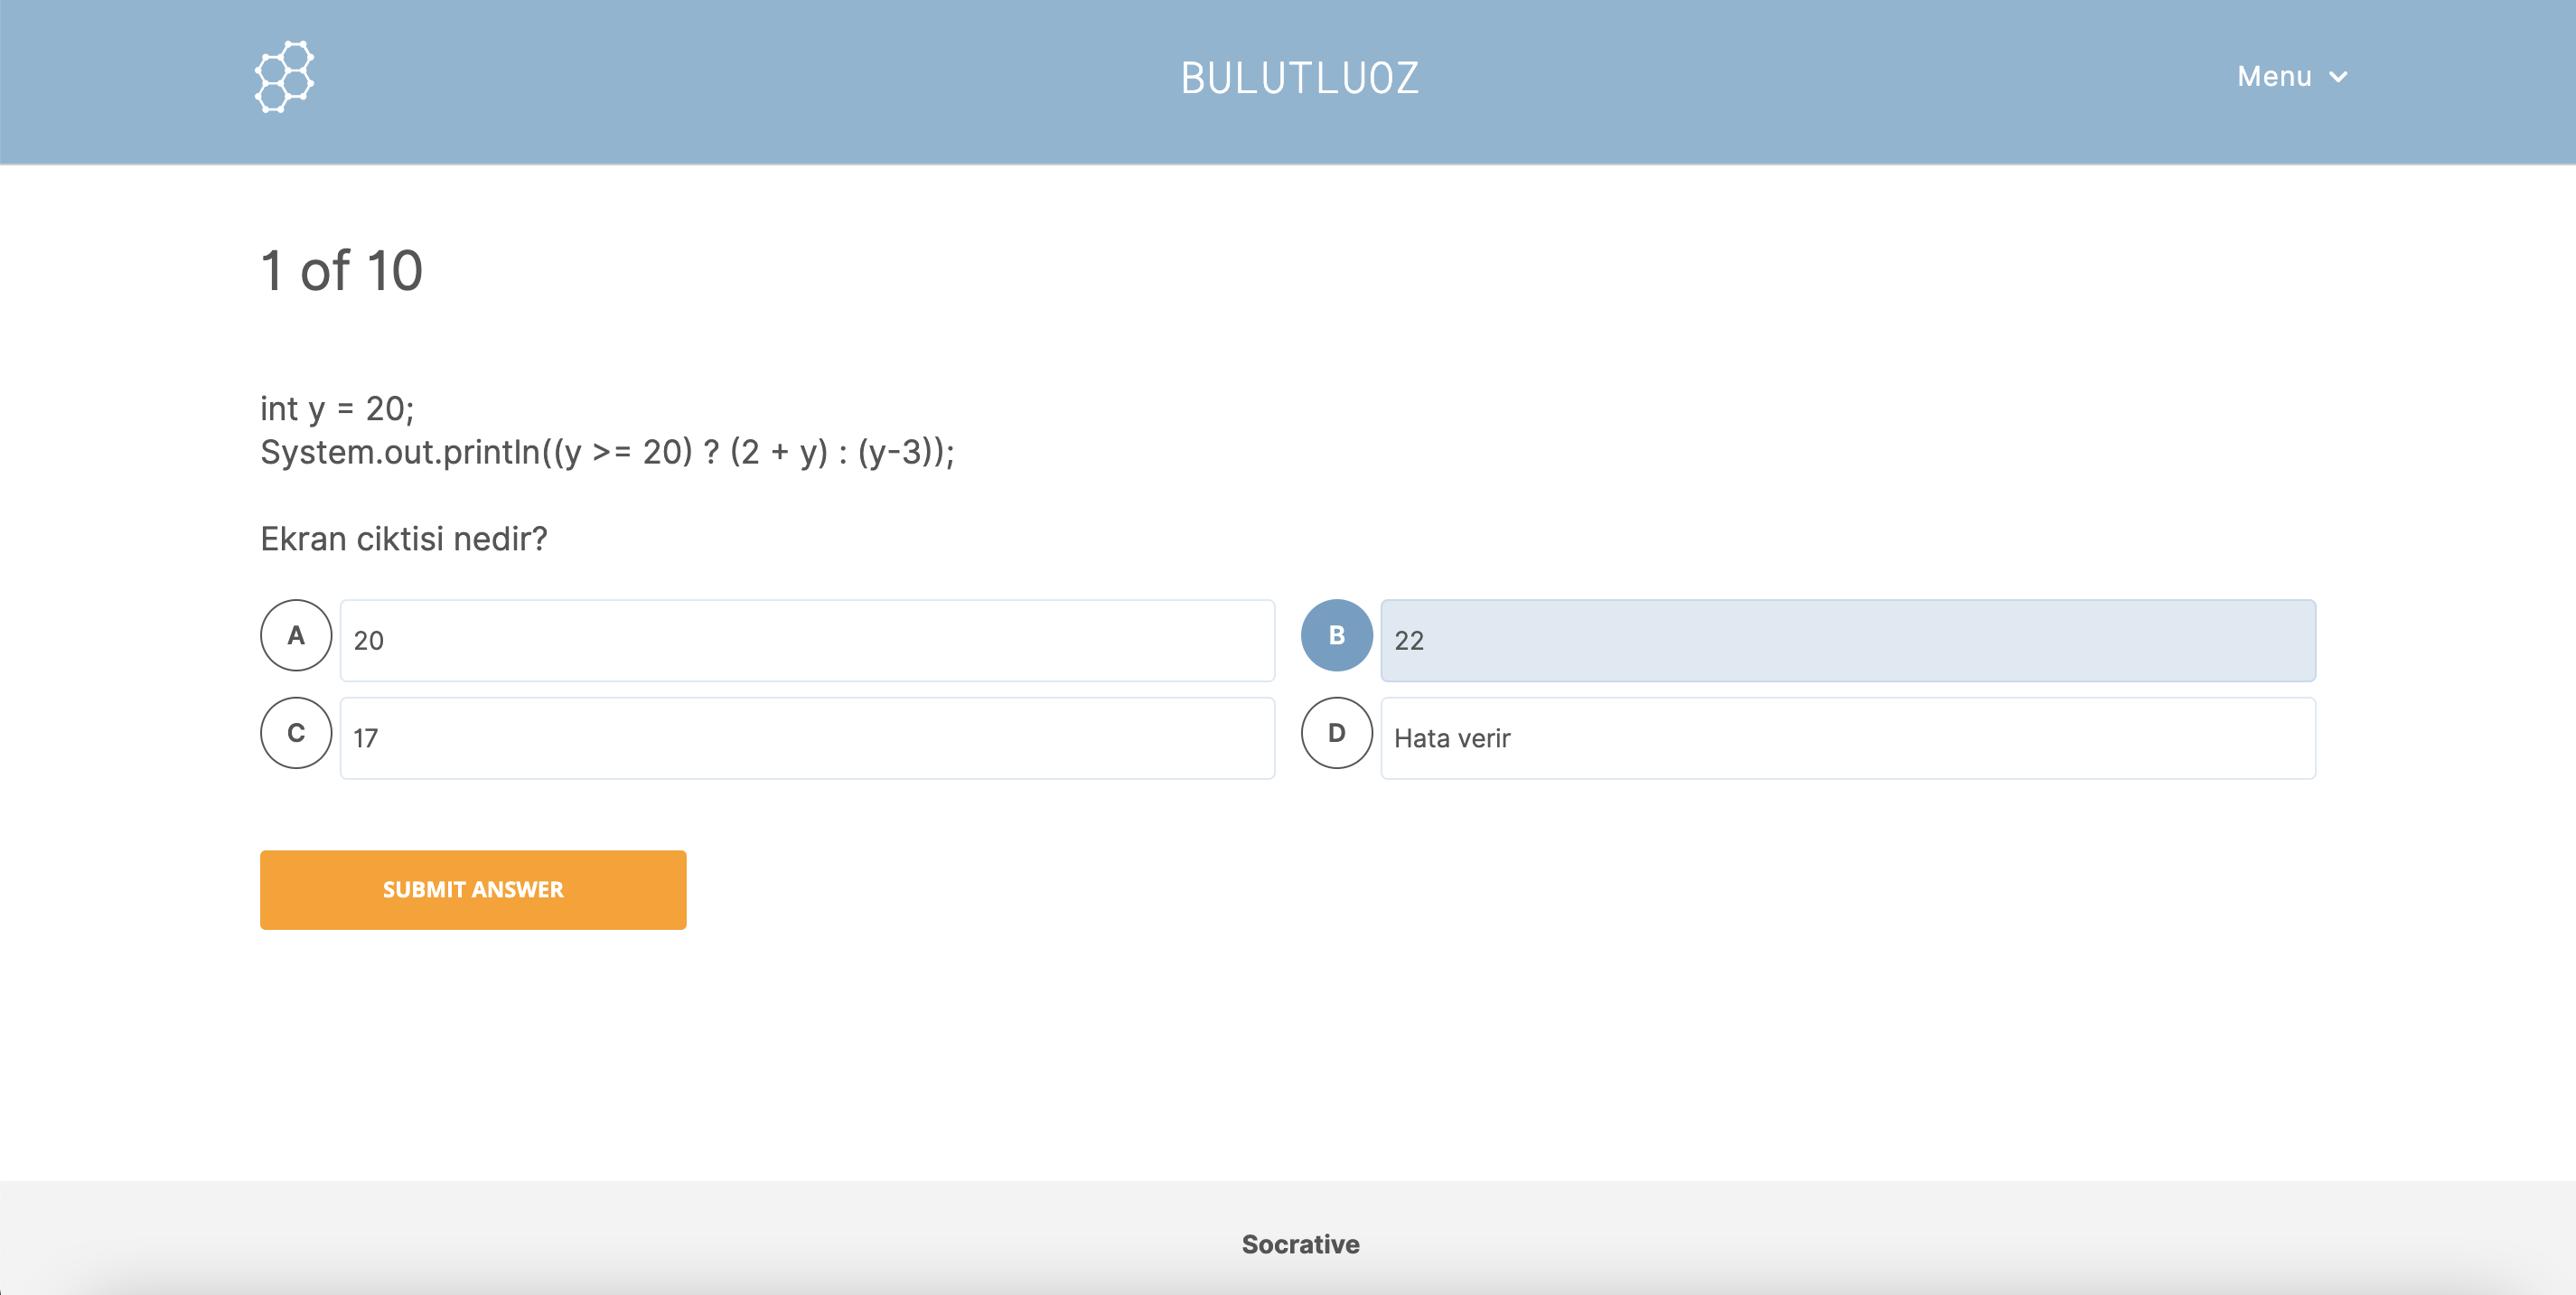 BULUTLUOZ
Menu
1 of 10
int y = 20;
System.out.println((y >= 20) ? (2 + y) : (y-3));
Ekran ciktisi nedir?
A 20
B 22
C 17
D Hata verir
SUBMIT ANSWER
Socrative